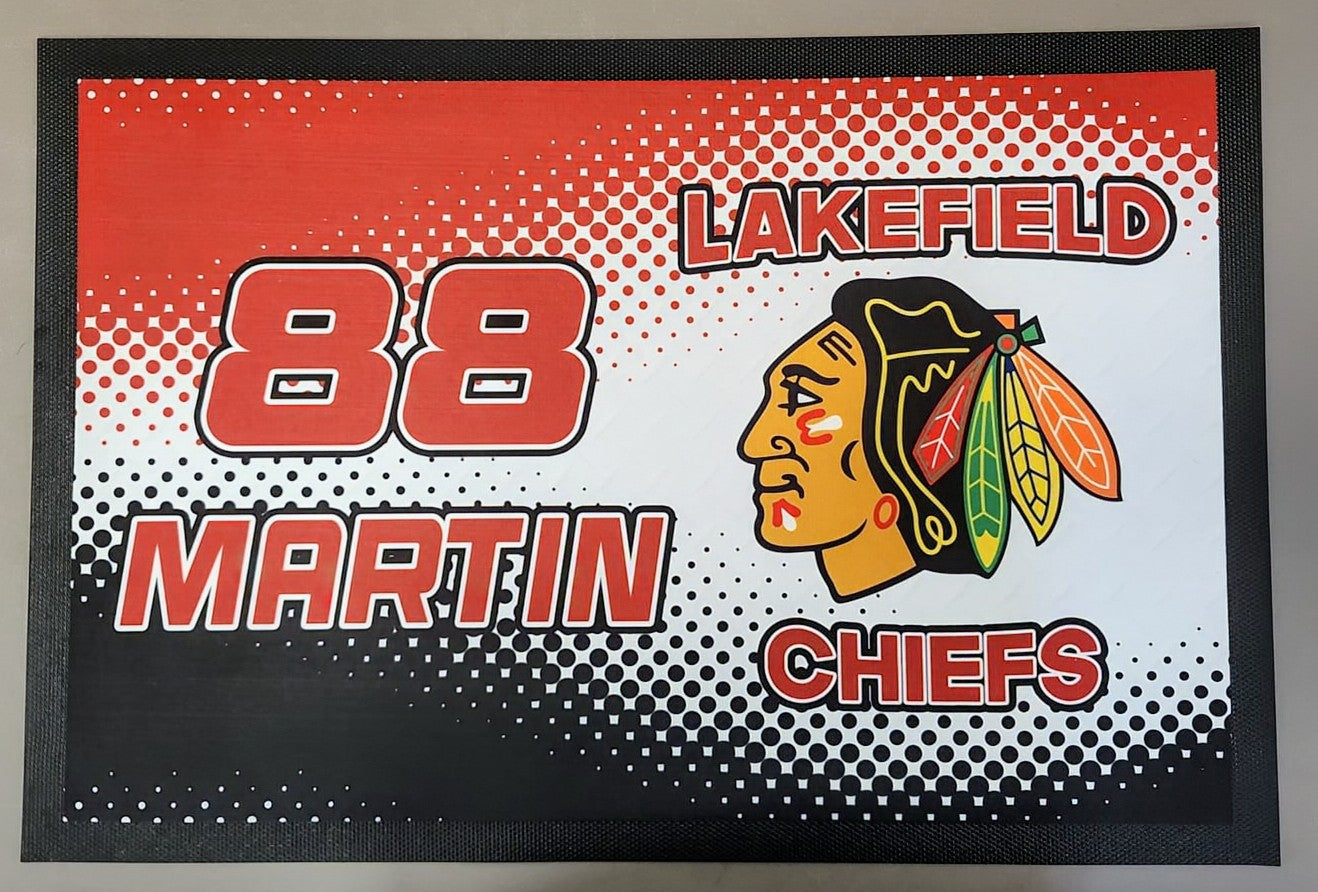 88
MARTIN
LAKEFIELD
CHIEFS